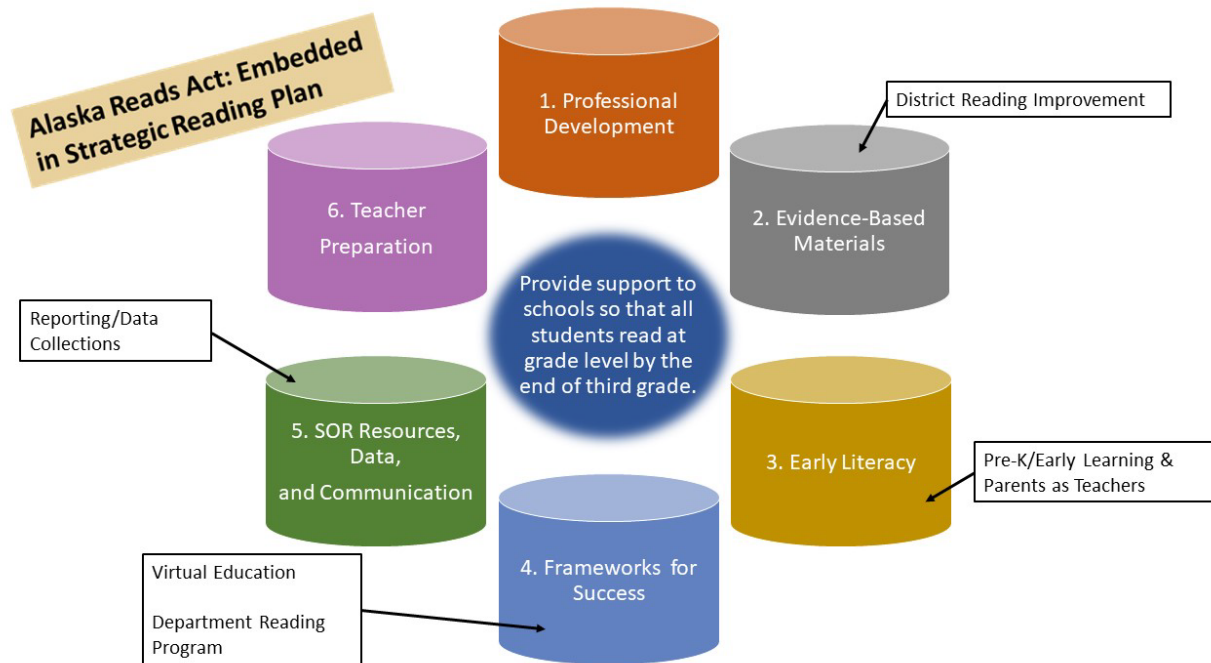 Alaska Reads Act: Embedded
in Strategic Reading Plan
1. Professional
Development
District Reading Improvement
2. Evidence-Based
Materials
6. Teacher
Preparation
Provide support to
schools so that all
students read at
grade level by the
end of third grade.
Reporting/Data
Collections
5. SOR Resources,
Data,
and Communication
3. Early Literacy
Pre-K/Early Learning &
Parents as Teachers
4. Frameworks for
Success
Virtual Education
Department Reading
Program